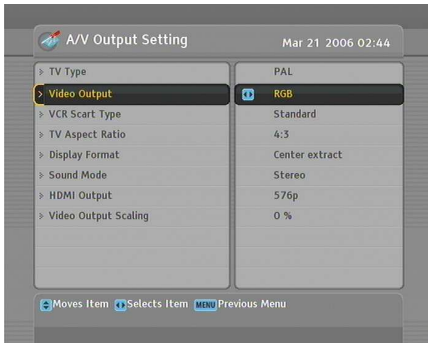 A/V Output Setting
Mar 21 2006 02:44
TV Type PAL
Video Output RGB
VCR Scart Type Standard
TV Aspect Ratio 4:3
Display Format Center extract
Sound Mode Stereo
HDMI Output 576p
Video Output Scaling 0 %
Moves Item Selects Item MENU Previous Menu